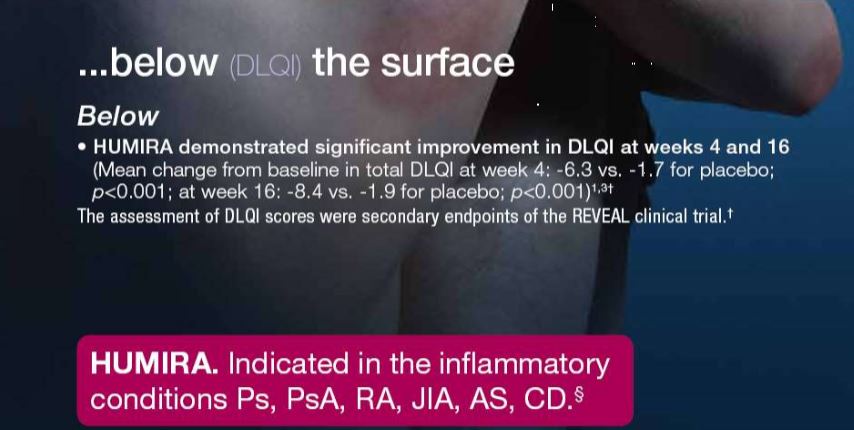 ...below (DLQI) the surface
Below
• HUMIRA demonstrated significant improvement in DLQI at weeks 4 and 16
(Mean change from baseline in total DLQI at week 4: -6.3 vs. -1.7 for placebo;
p<0.001; at week 16: -8.4 vs. -1.9 for placebo; p<0.001)¹,³†
The assessment of DLQI scores were secondary endpoints of the REVEAL clinical trial.†
HUMIRA. Indicated in the inflammatory
conditions Ps, PsA, RA, JIA, AS, CD.§